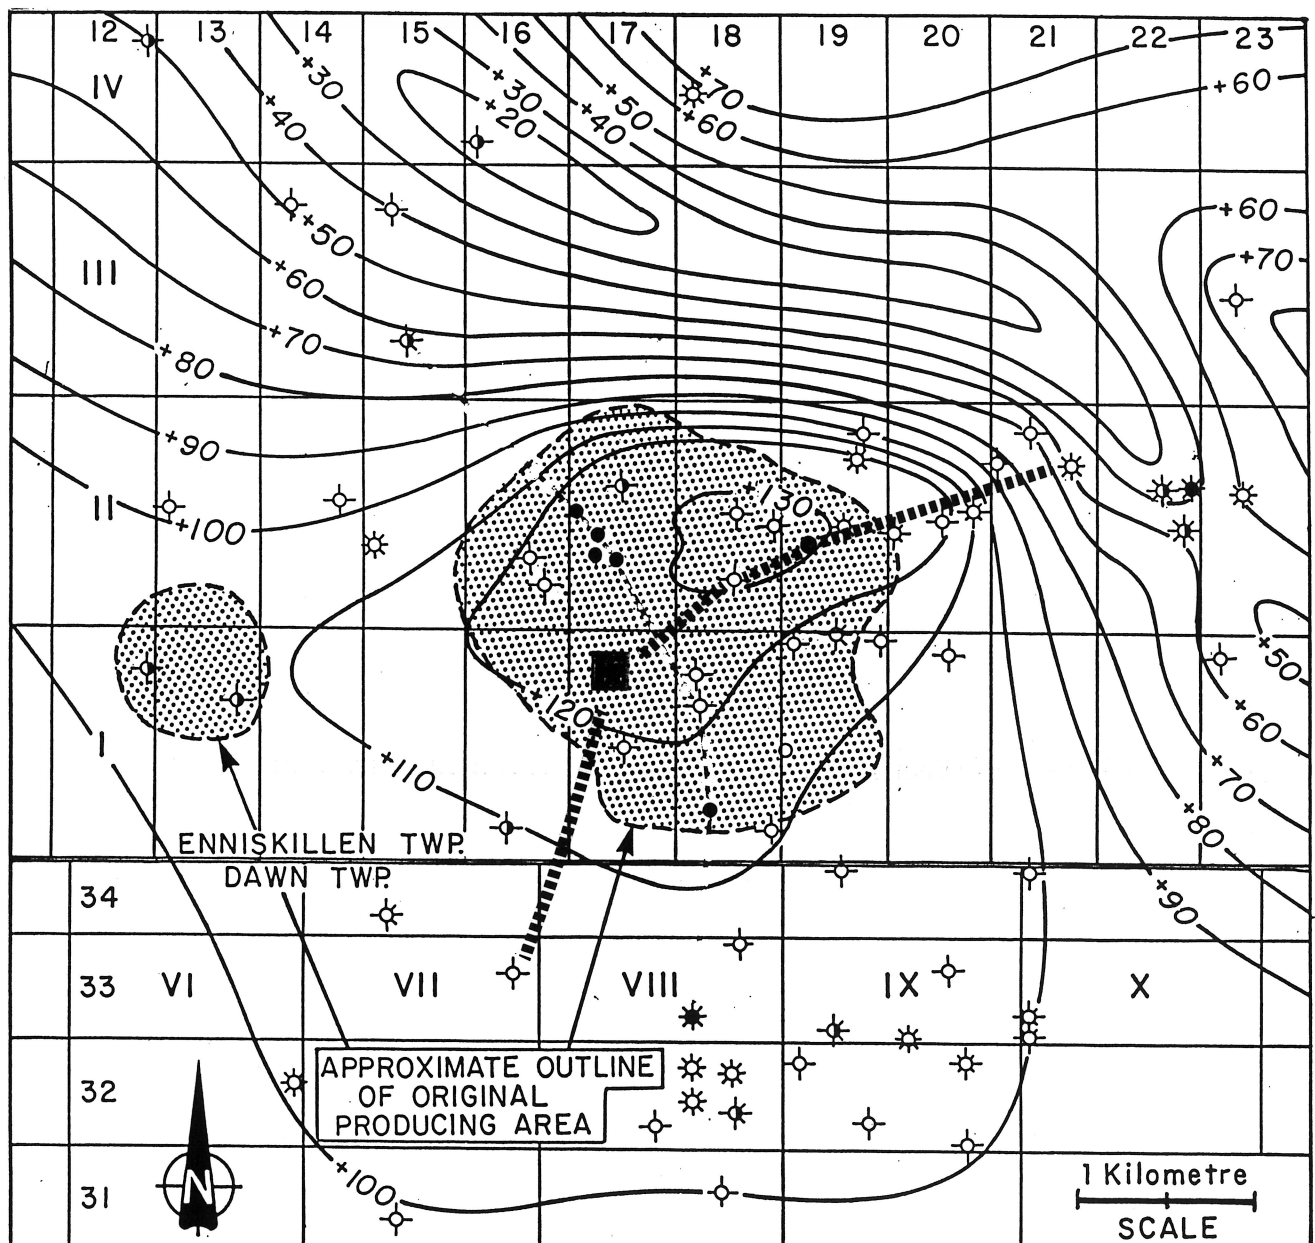 12 13 14 15 16 17 18 19 20 21 22 23
IV
+30
+40
+30
+20
+50
+40
+70
+70
+60
+60
III
+50
+60
+70
+80
+60
+70
+90
II
+100
+130
+50
+60
+70
+80
+90
I
+120
+110
ENNISKILLEN TWP.
DAWN TWP.
34
33 VI VII VIII IX X
32
31
APPROXIMATE OUTLINE
OF ORIGINAL
PRODUCING AREA
+100
N
1 Kilometre
SCALE